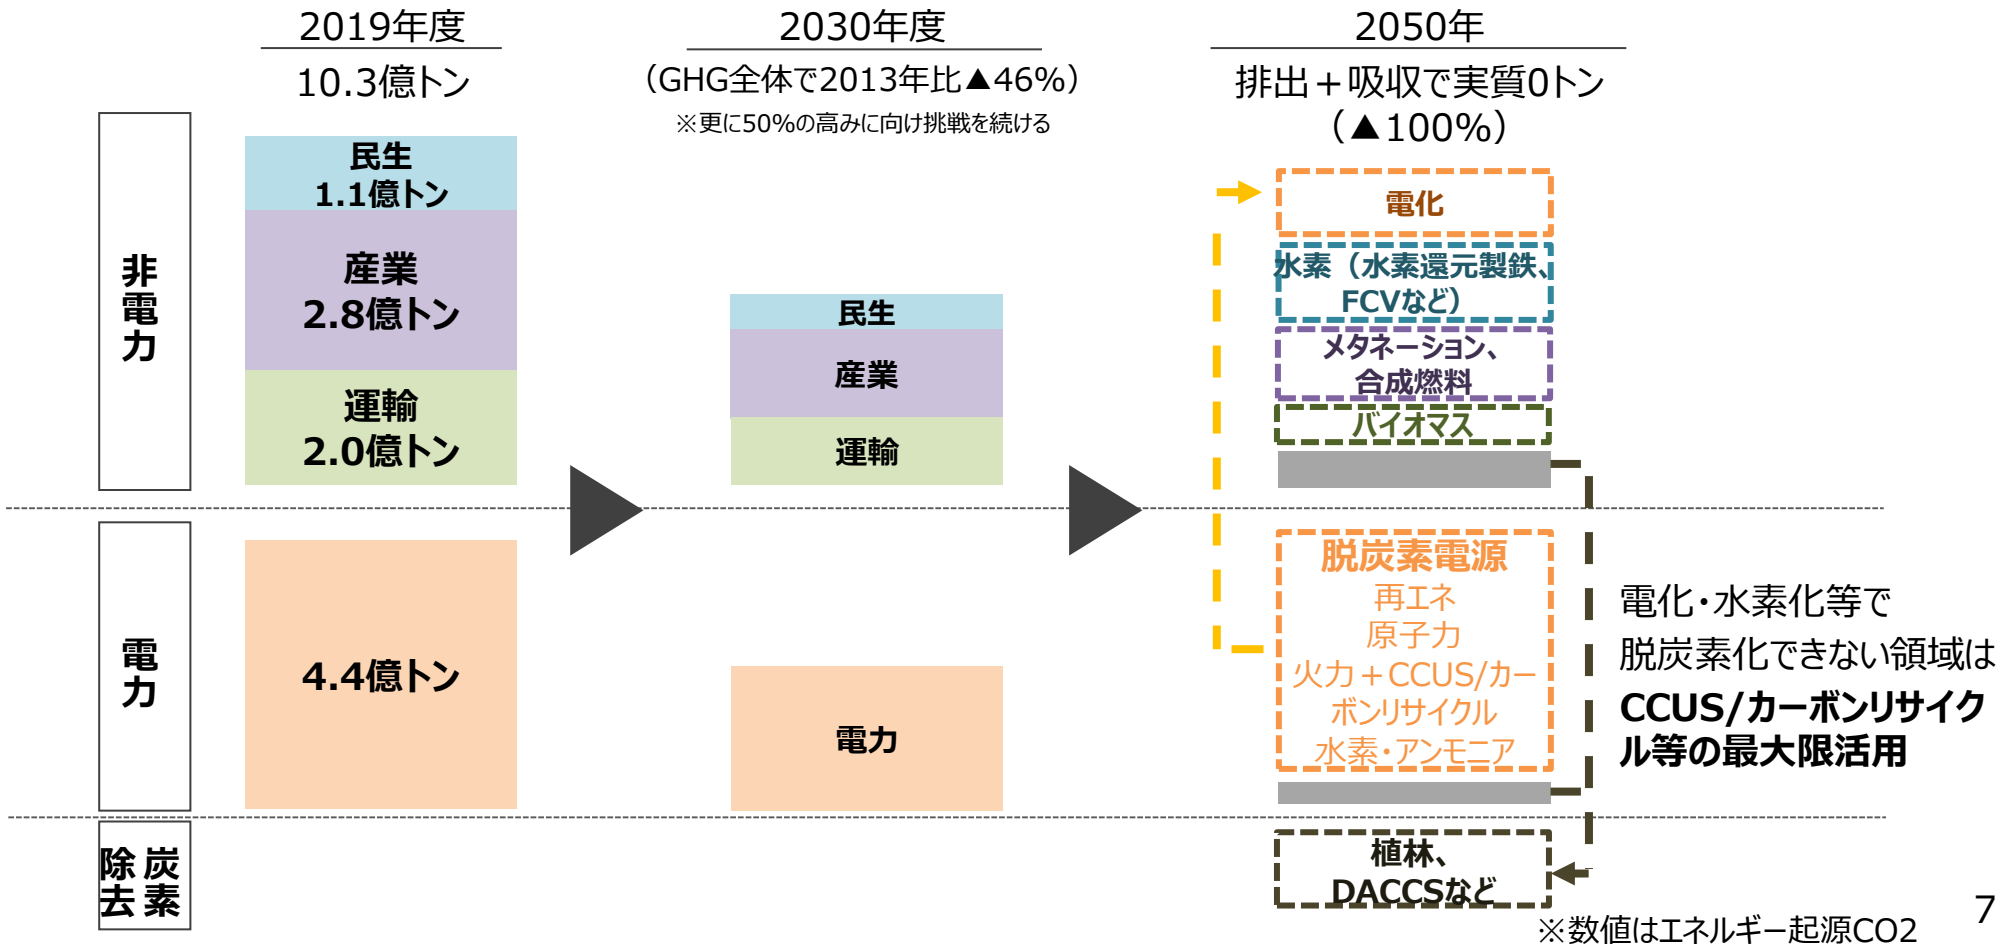 2019年度
10.3億トン
2030年度
（GHG全体で2013年比▲46%）
※更に50%の高みに向け挑戦を続ける
2050年
排出＋吸収で実質0トン
（▲100%）
非電力
民生
1.1億トン
産業
2.8億トン
運輸
2.0億トン
民生
産業
運輸
電化
水素（水素還元製鉄、
FCVなど）
メタネーション、
合成燃料
バイオマス
電力
4.4億トン
電力
脱炭素電源
再エネ
原子力
火力＋CCUS/カー
ボンリサイクル
水素・アンモニア
電化・水素化等で
脱炭素化できない領域は
CCUS/カーボンリサイク
ル等の最大限活用
炭素除去
植林、
DACCSなど
※数値はエネルギー起源CO2
7